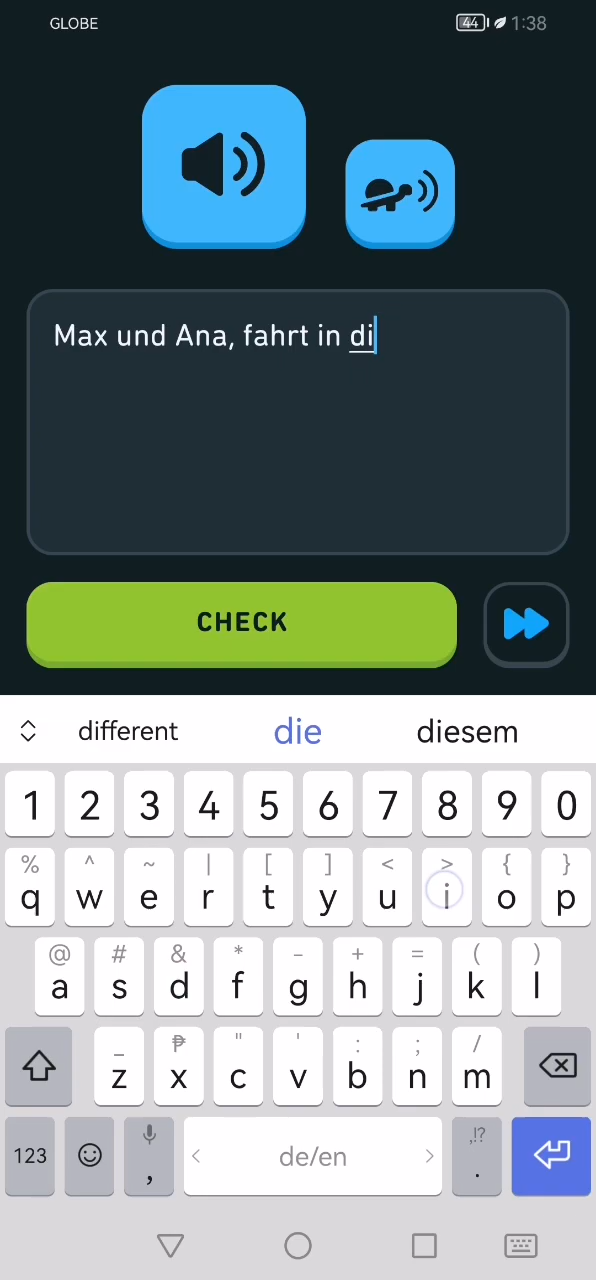 GLOBE 44 1:38
Max und Ana, fahrt in di
CHECK
different die diesem
1 2 3 4 5 6 7 8 9 0
% ^ ~ | [ ] < > { }
q w e r t y u i o p
@ # & * - + = ( )
a s d f g h j k l
_ ₱ " ' : ; /
z x c v b n m
,!?
123 , de/en .